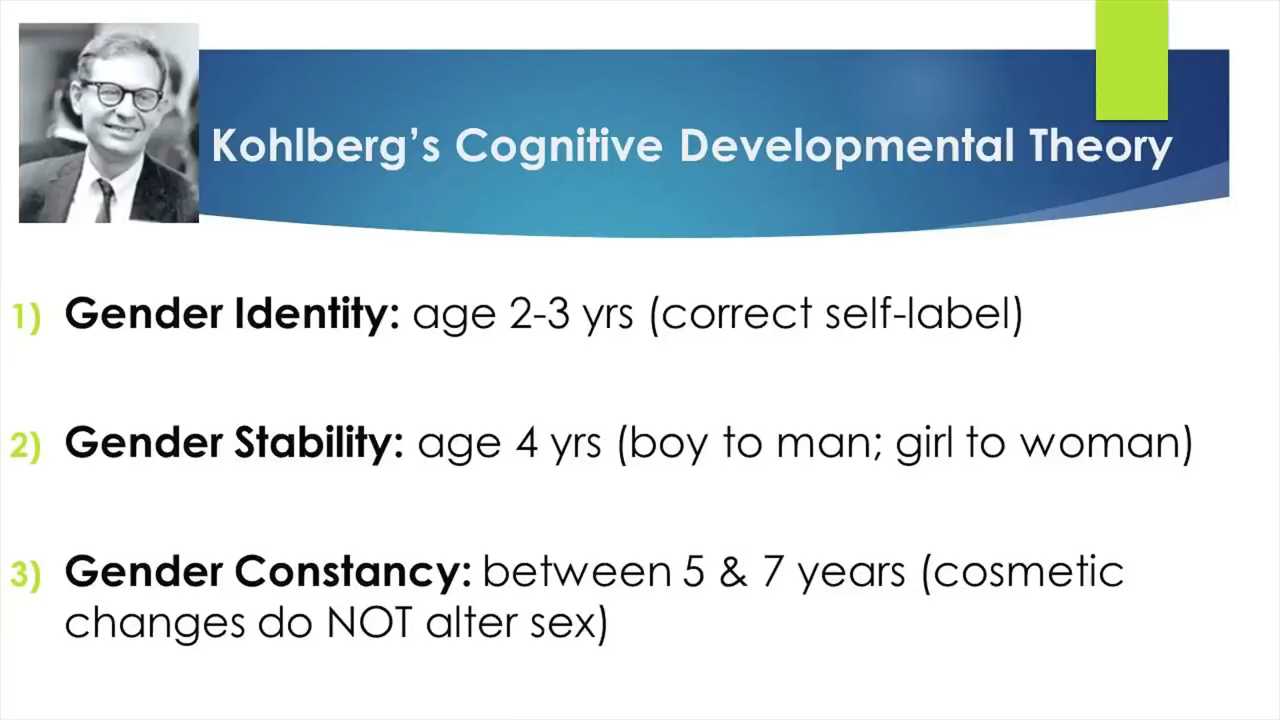 Kohlberg’s Cognitive Developmental Theory
1) Gender Identity: age 2-3 yrs (correct self-label)
2) Gender Stability: age 4 yrs (boy to man; girl to woman)
3) Gender Constancy: between 5 & 7 years (cosmetic
changes do NOT alter sex)